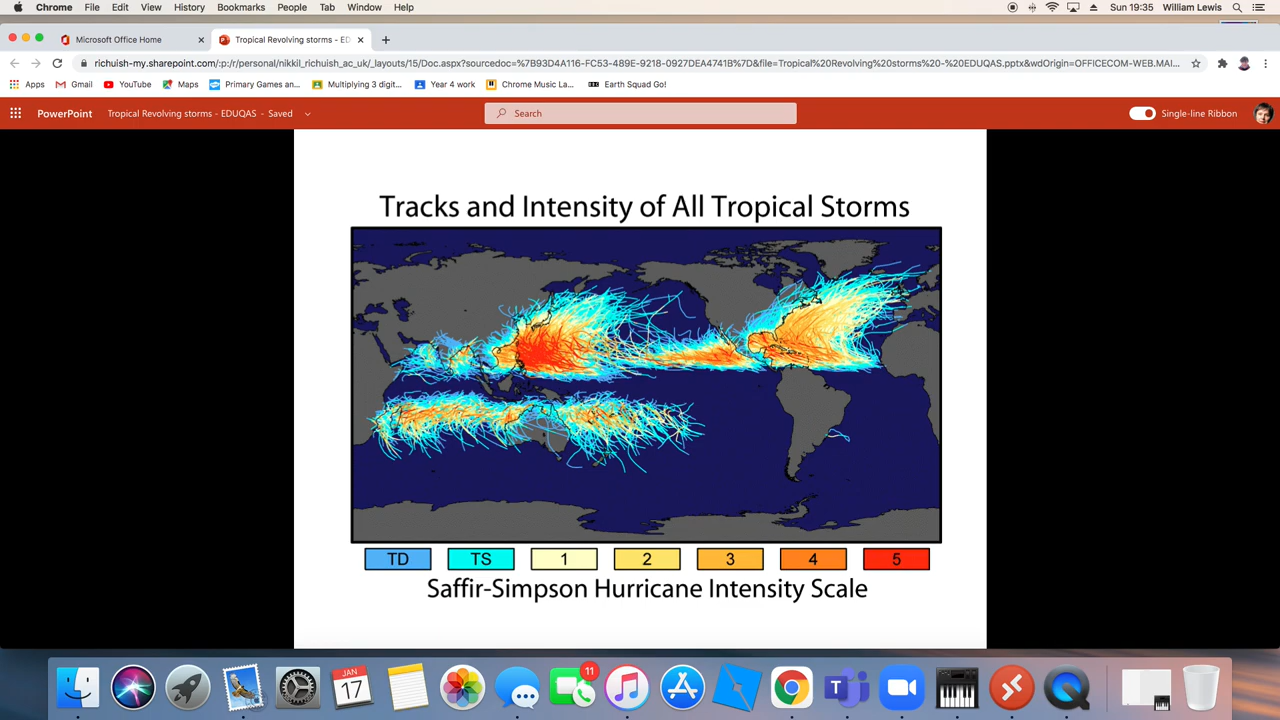 Chrome File Edit View History Bookmarks People Tab Window Help Sun 19:35 William Lewis
Microsoft Office Home Tropical Revolving storms - ED
richuish-my.sharepoint.com/:p:/r/personal/nikkil_richuish_ac_uk/_layouts/15/Doc.aspx?sourcedoc=%7B93D4A116-FC53-489E-9218-0927DEA4741B%7D&file=Tropical%20Revolving%20storms%20-%20EDUQAS.pptx&wdOrigin=OFFICECOM-WEB.MAI...
Apps Gmail YouTube Maps Primary Games an... Multiplying 3 digit... Year 4 work Chrome Music La... Earth Squad Go!
PowerPoint Tropical Revolving storms - EDUQAS - Saved Search Single-line Ribbon
Tracks and Intensity of All Tropical Storms
TD TS 1 2 3 4 5
Saffir-Simpson Hurricane Intensity Scale
JAN
17
11